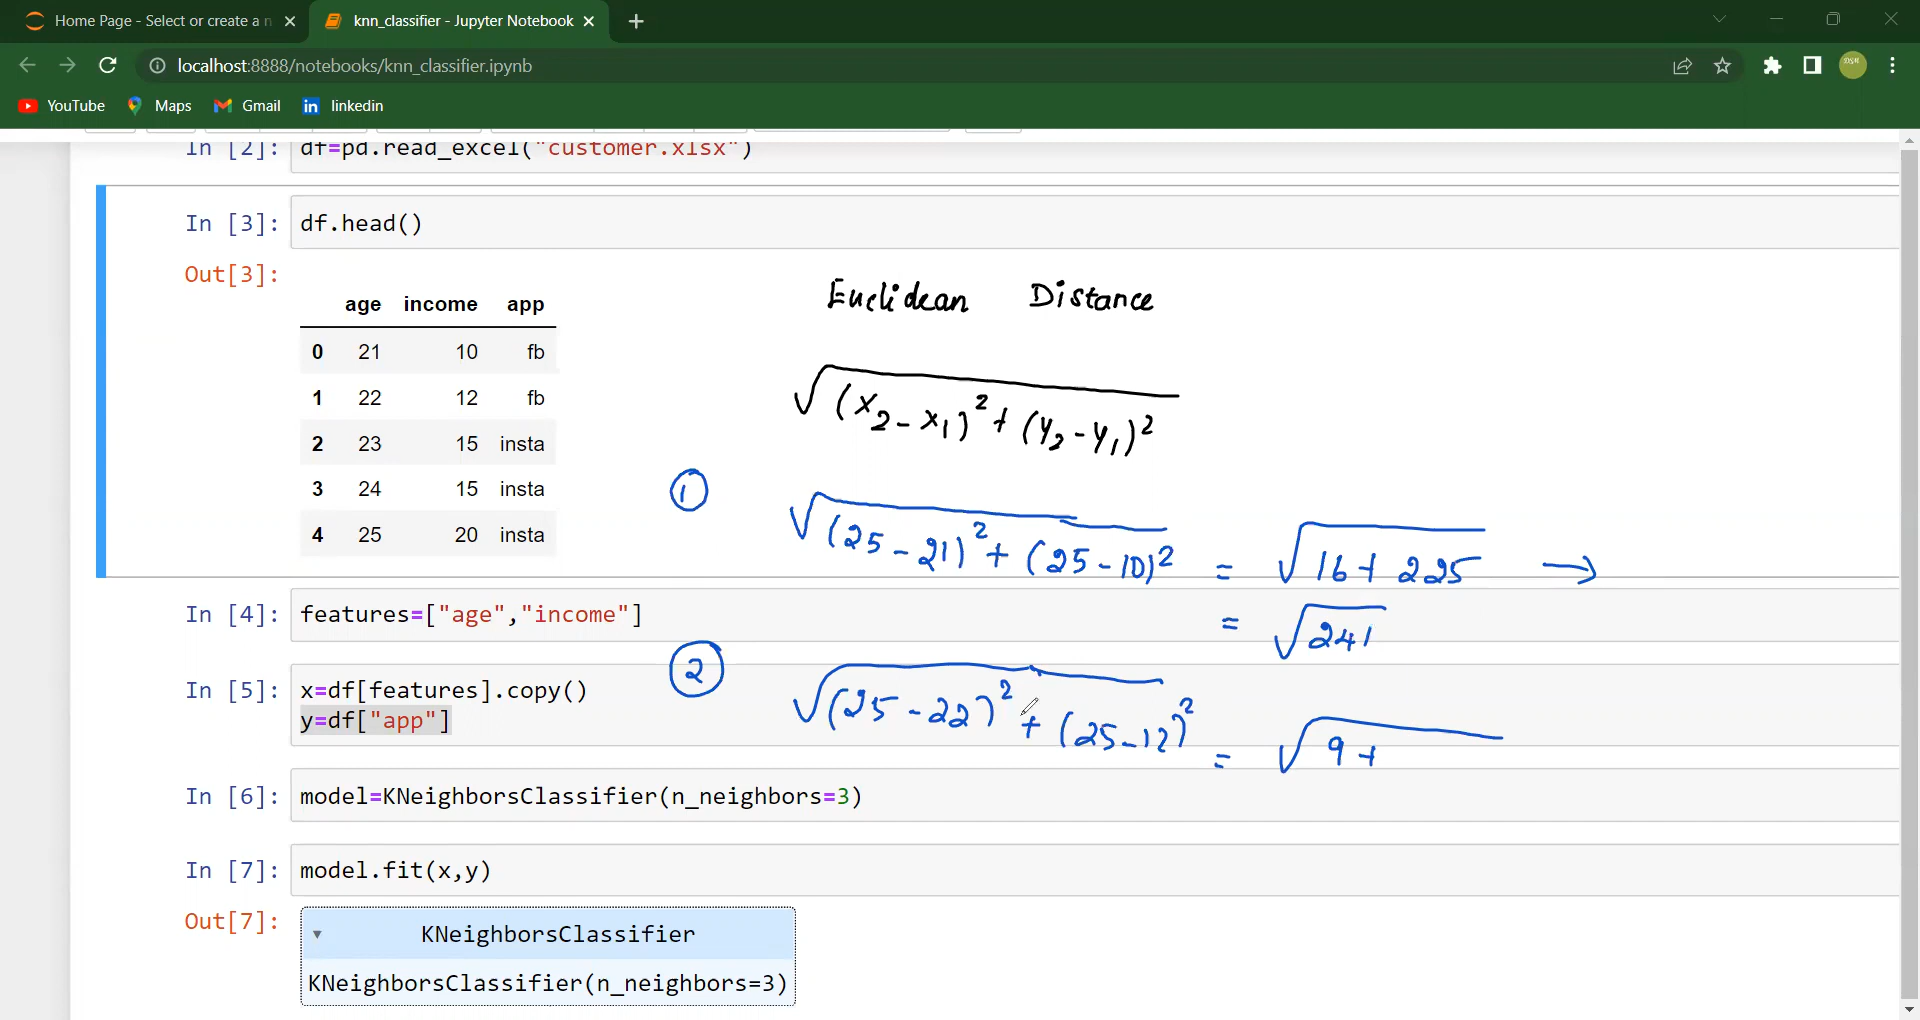 Home Page - Select or create a n
knn_classifier - Jupyter Notebook
localhost:8888/notebooks/knn_classifier.ipynb
DSK
YouTube Maps Gmail linkedin
In [2]: df=pd.read_excel("customer.xlsx")
In [3]: df.head()
Out[3]:
age income app
0 21 10 fb
1 22 12 fb
2 23 15 insta
3 24 15 insta
4 25 20 insta
Euclidean Distance
√(x₂-x₁)²+(y₂-y₁)²
① √(25-21)²+(25-10)² = √16+225 →
= √241
② √(25-22)²+(25-12)² = √9+
In [4]: features=["age","income"]
In [5]: x=df[features].copy()
y=df["app"]
In [6]: model=KNeighborsClassifier(n_neighbors=3)
In [7]: model.fit(x,y)
Out[7]:
▾ KNeighborsClassifier
KNeighborsClassifier(n_neighbors=3)